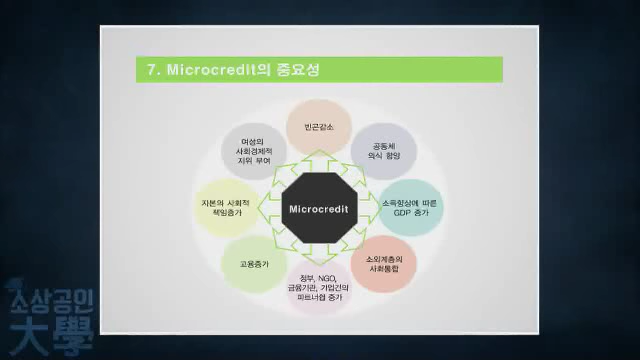 7. Microcredit의 중요성
빈곤감소
공동체
의식 함양
소득향상에 따른
GDP 증가
소외계층의
사회통합
정부, NGO,
금융기관, 기업간의
파트너쉽 증가
고용증가
자본의 사회적
책임증가
여성의
사회경제적
지위 부여
Microcredit
소상공인
大學